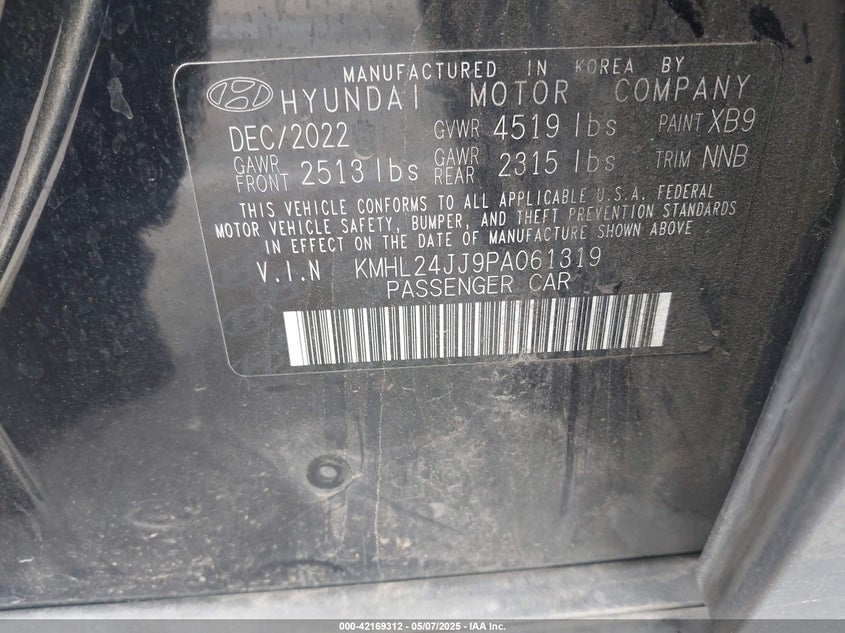 MANUFACTURED IN KOREA BY
HYUNDAI MOTOR COMPANY
DEC/2022 GVWR 4519 lbs PAINT XB9
GAWR FRONT 2513 lbs GAWR REAR 2315 lbs TRIM NNB
THIS VEHICLE CONFORMS TO ALL APPLICABLE U.S.A. FEDERAL
MOTOR VEHICLE SAFETY, BUMPER, AND THEFT PREVENTION STANDARDS
IN EFFECT ON THE DATE OF MANUFACTURE SHOWN ABOVE
V.I.N KMHL24JJ9PA061319
PASSENGER CAR
000-42169312 - 05/07/2025 - IAA Inc.